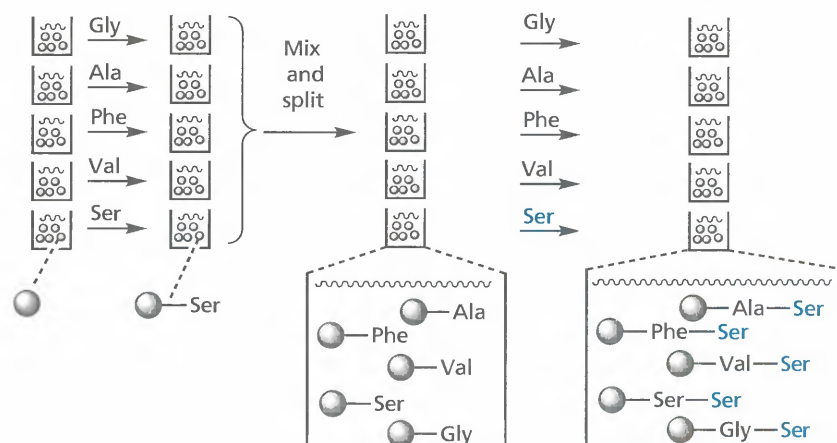 Gly
Ala
Phe
Val
Ser
Mix
and
split
Gly
Ala
Phe
Val
Ser
Ser
Ala
Phe
Val
Ser
Gly
Ala Ser
Phe Ser
Val Ser
Ser Ser
Gly Ser